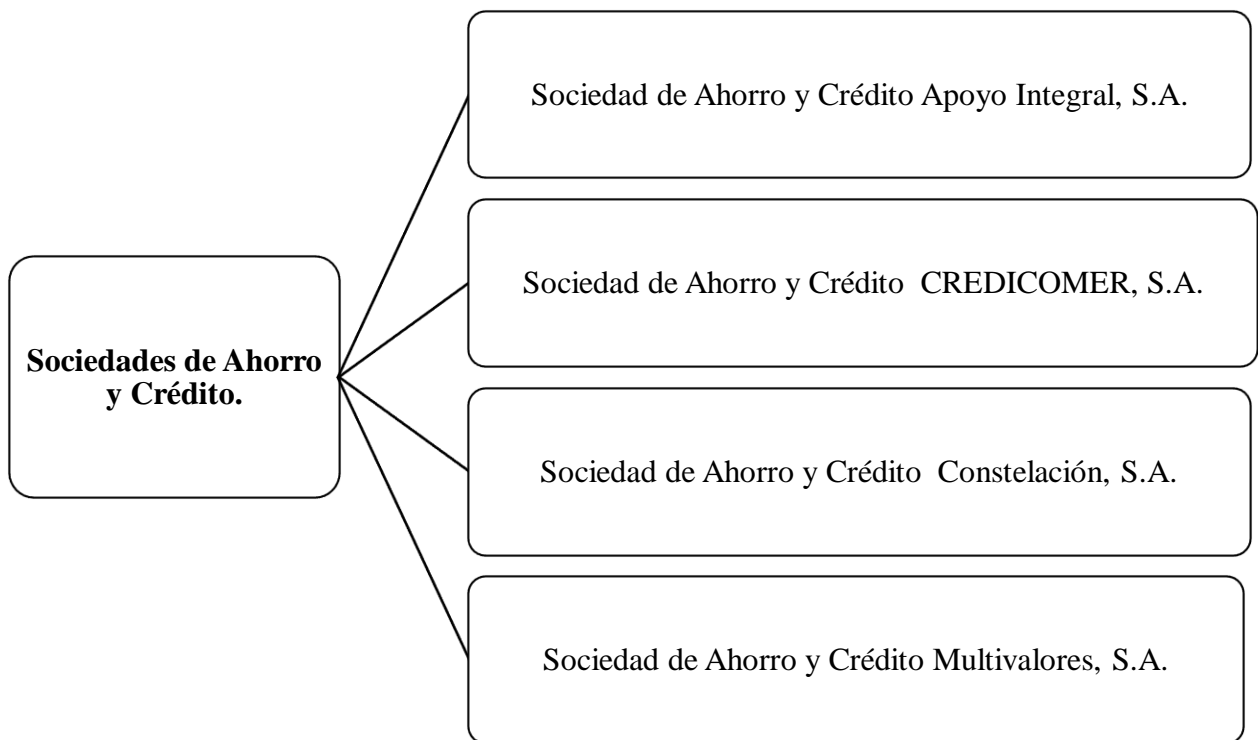 Sociedad de Ahorro y Crédito Apoyo Integral, S.A.
Sociedad de Ahorro y Crédito  CREDICOMER, S.A.
Sociedades de Ahorro
y Crédito.
Sociedad de Ahorro y Crédito  Constelación, S.A.
Sociedad de Ahorro y Crédito Multivalores, S.A.